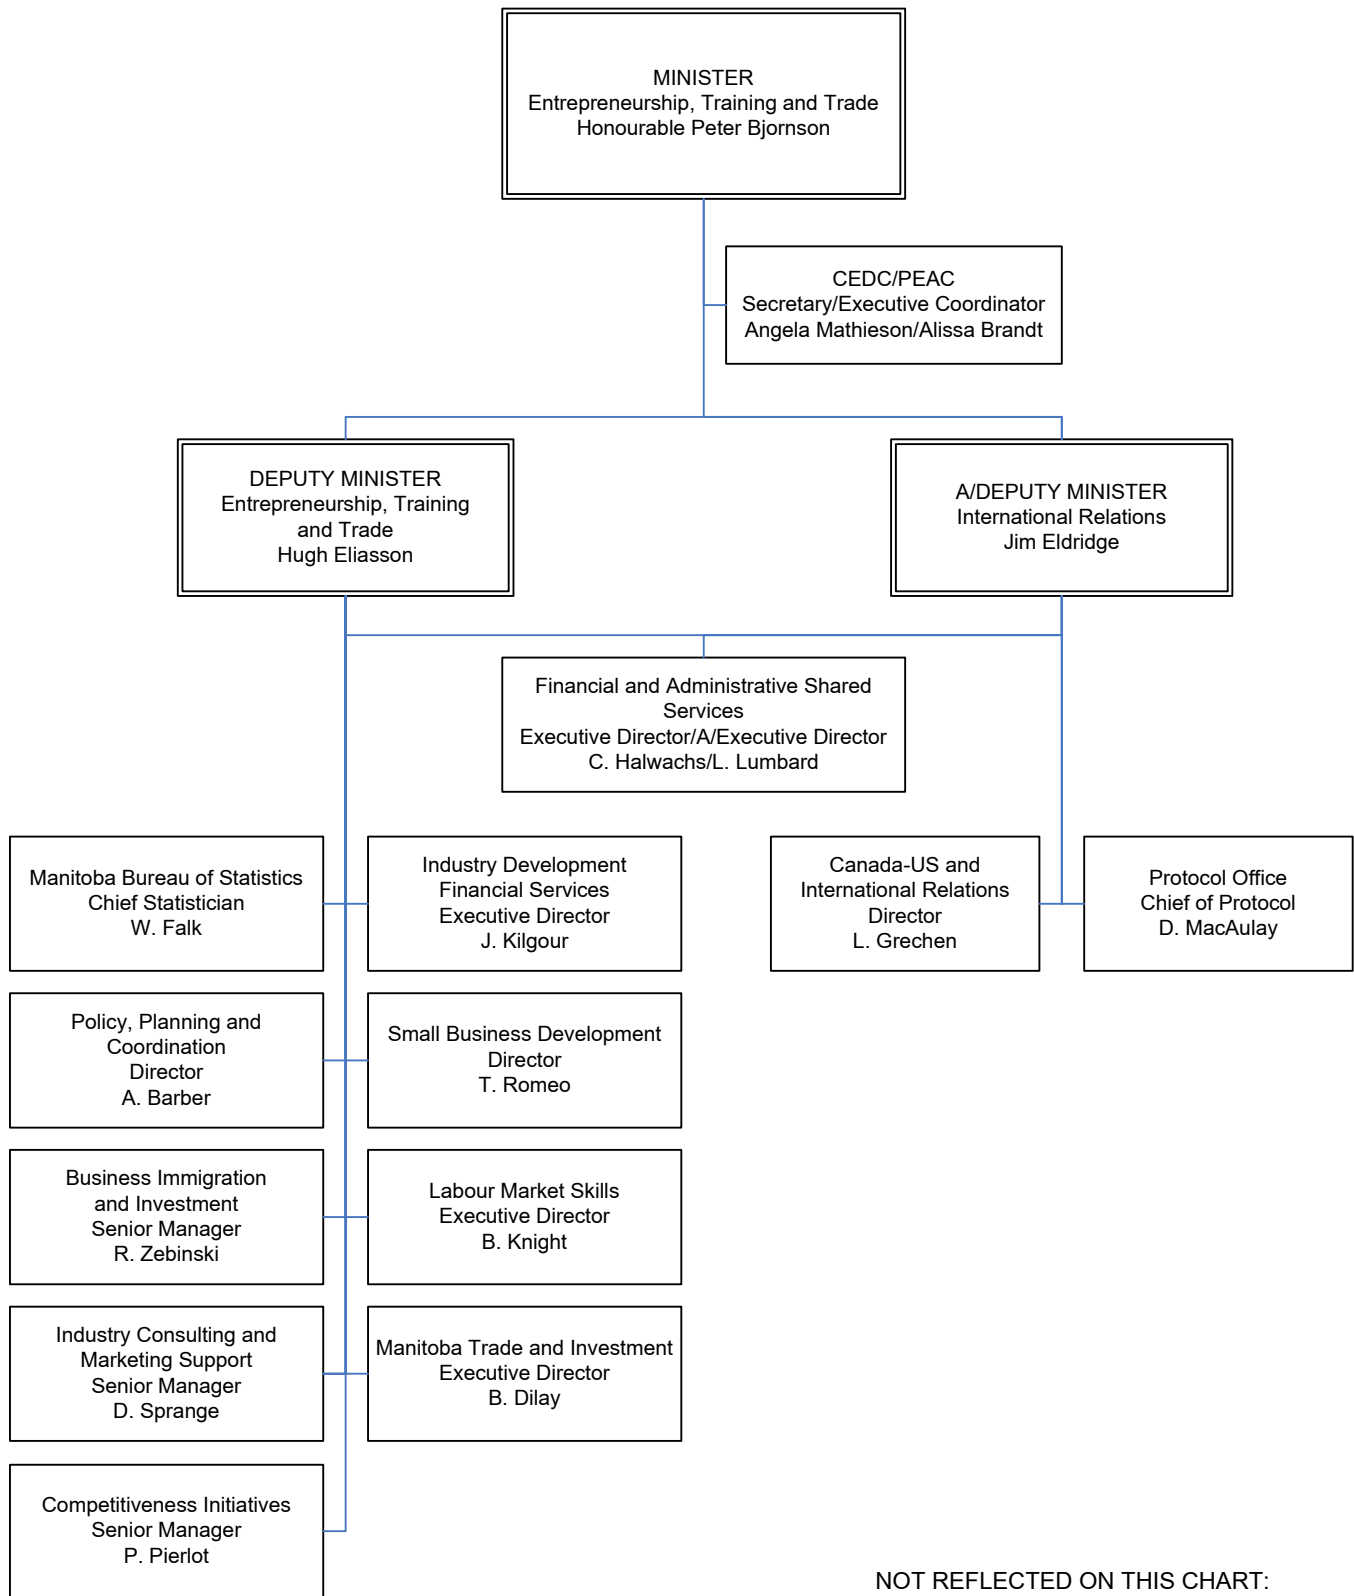 MINISTER
Entrepreneurship, Training and Trade
Honourable Peter Bjornson
CEDC/PEAC
Secretary/Executive Coordinator
Angela Mathieson/Alissa Brandt
DEPUTY MINISTER
Entrepreneurship, Training
and Trade
Hugh Eliasson
A/DEPUTY MINISTER
International Relations
Jim Eldridge
Financial and Administrative Shared
Services
Executive Director/A/Executive Director
C. Halwachs/L. Lumbard
Manitoba Bureau of Statistics
Chief Statistician
W. Falk
Industry Development
Financial Services
Executive Director
J. Kilgour
Canada-US and
International Relations
Director
L. Grechen
Protocol Office
Chief of Protocol
D. MacAulay
Policy, Planning and
Coordination
Director
A. Barber
Small Business Development
Director
T. Romeo
Business Immigration
and Investment
Senior Manager
R. Zebinski
Labour Market Skills
Executive Director
B. Knight
Industry Consulting and
Marketing Support
Senior Manager
D. Sprange
Manitoba Trade and Investment
Executive Director
B. Dilay
Competitiveness Initiatives
Senior Manager
P. Pierlot
NOT REFLECTED ON THIS CHART: